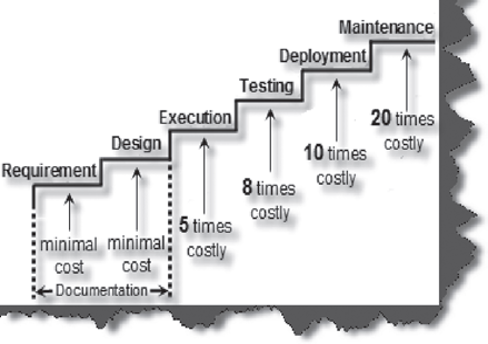 Maintenance
Deployment
Testing
Execution
Design
Requirement
20 times
costly
10 times
costly
8 times
costly
5 times
costly
minimal
cost
minimal
cost
Documentation